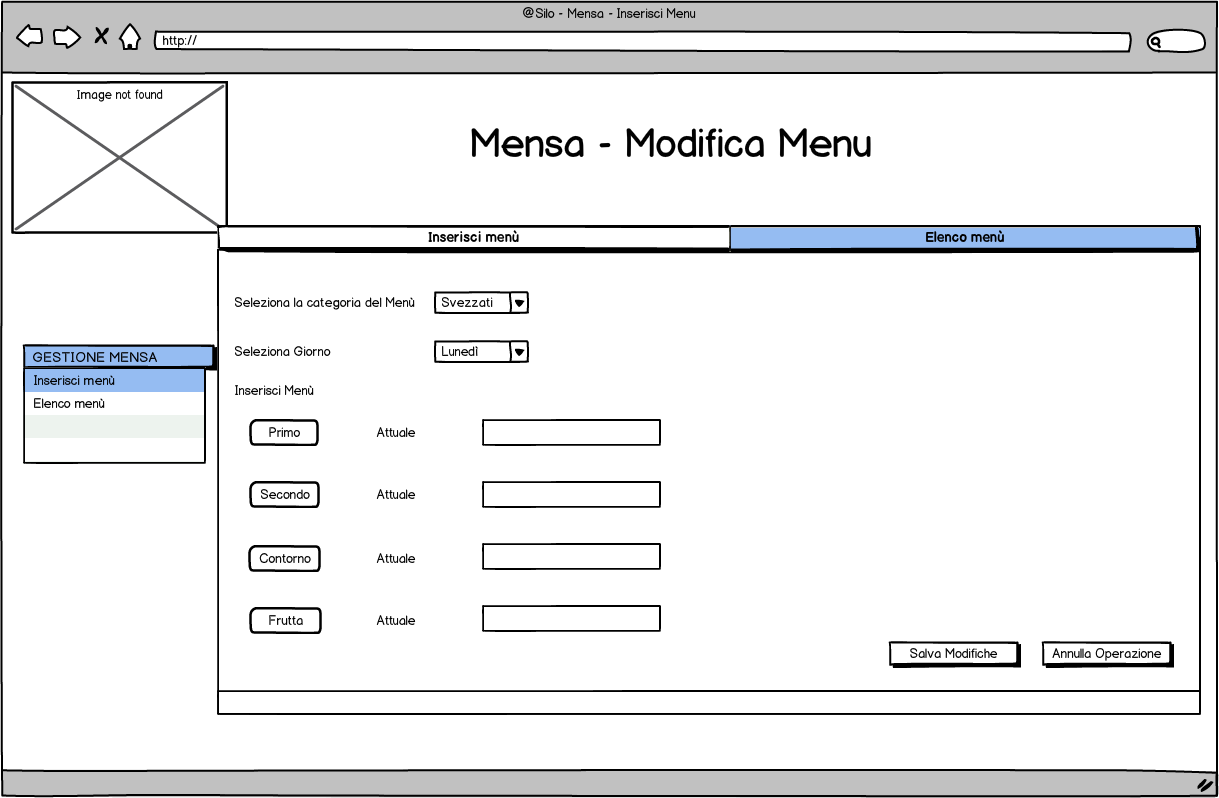 @Silo - Mensa - Inserisci Menu
http://
Image not found
Mensa - Modifica Menu
Inserisci menù
Elenco menù
Seleziona la categoria del Menù
Svezzati
Seleziona Giorno
Lunedì
GESTIONE MENSA
Inserisci menù
Elenco menù
Inserisci Menù
Primo
Attuale
Secondo
Attuale
Contorno
Attuale
Frutta
Attuale
Salva Modifiche
Annulla Operazione